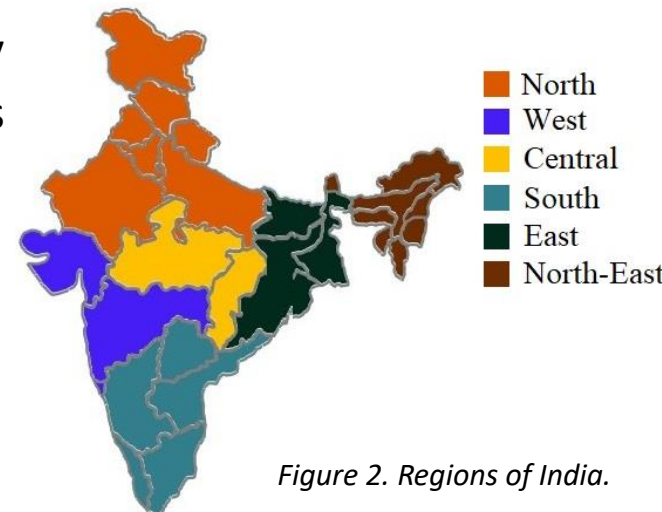 y
s
North
West
Central
South
East
North-East
Figure 2. Regions of India.